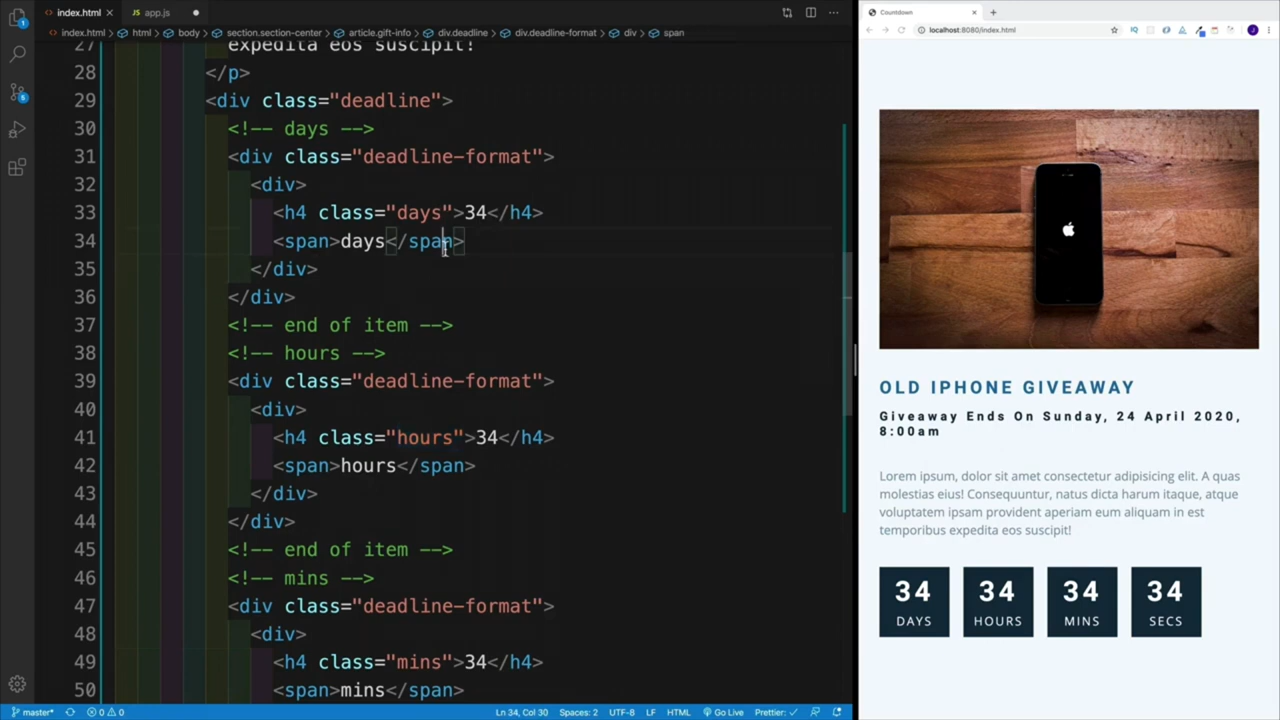 index.html
app.js
index.html > html > body > section.section-center > article.gift-info > div.deadline > div.deadline-format > div > span
27 expedita eos suscipit!
28 </p>
29 <div class="deadline">
30 <!-- days -->
31 <div class="deadline-format">
32 <div>
33 <h4 class="days">34</h4>
34 <span>days</span>
35 </div>
36 </div>
37 <!-- end of item -->
38 <!-- hours -->
39 <div class="deadline-format">
40 <div>
41 <h4 class="hours">34</h4>
42 <span>hours</span>
43 </div>
44 </div>
45 <!-- end of item -->
46 <!-- mins -->
47 <div class="deadline-format">
48 <div>
49 <h4 class="mins">34</h4>
50 <span>mins</span>
1
5
master*
0 0
Ln 34, Col 30
Spaces: 2
UTF-8
LF
HTML
Go Live
Prettier: ✓
Countdown
localhost:8080/index.html
J
OLD IPHONE GIVEAWAY
Giveaway Ends On Sunday, 24 April 2020,
8:00am
Lorem ipsum, dolor sit amet consectetur adipisicing elit. A quas
molestias eius! Consequuntur, natus dicta harum itaque, atque
voluptatem ipsam provident aperiam eum aliquam in est
temporibus expedita eos suscipit!
34 34 34 34
DAYS HOURS MINS SECS